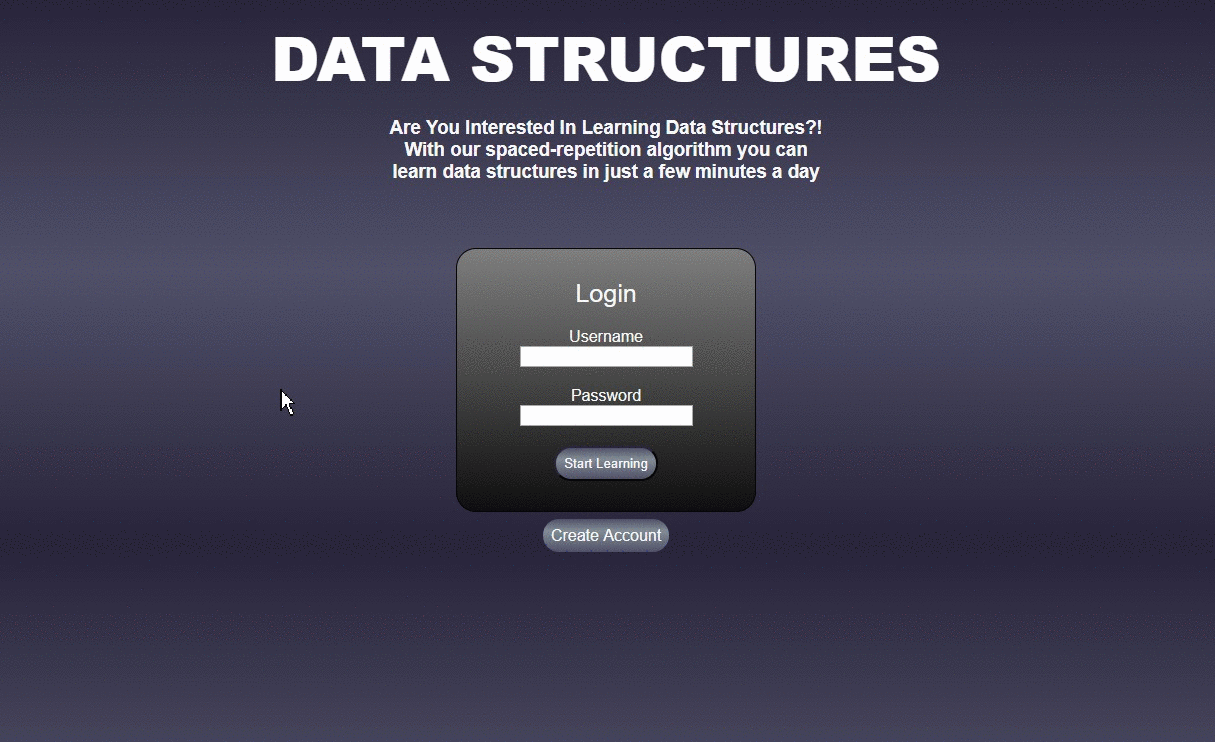 DATA STRUCTURES
Are You Interested In Learning Data Structures?!
With our spaced-repetition algorithm you can
learn data structures in just a few minutes a day
Login
Username
Password
Start Learning
Create Account